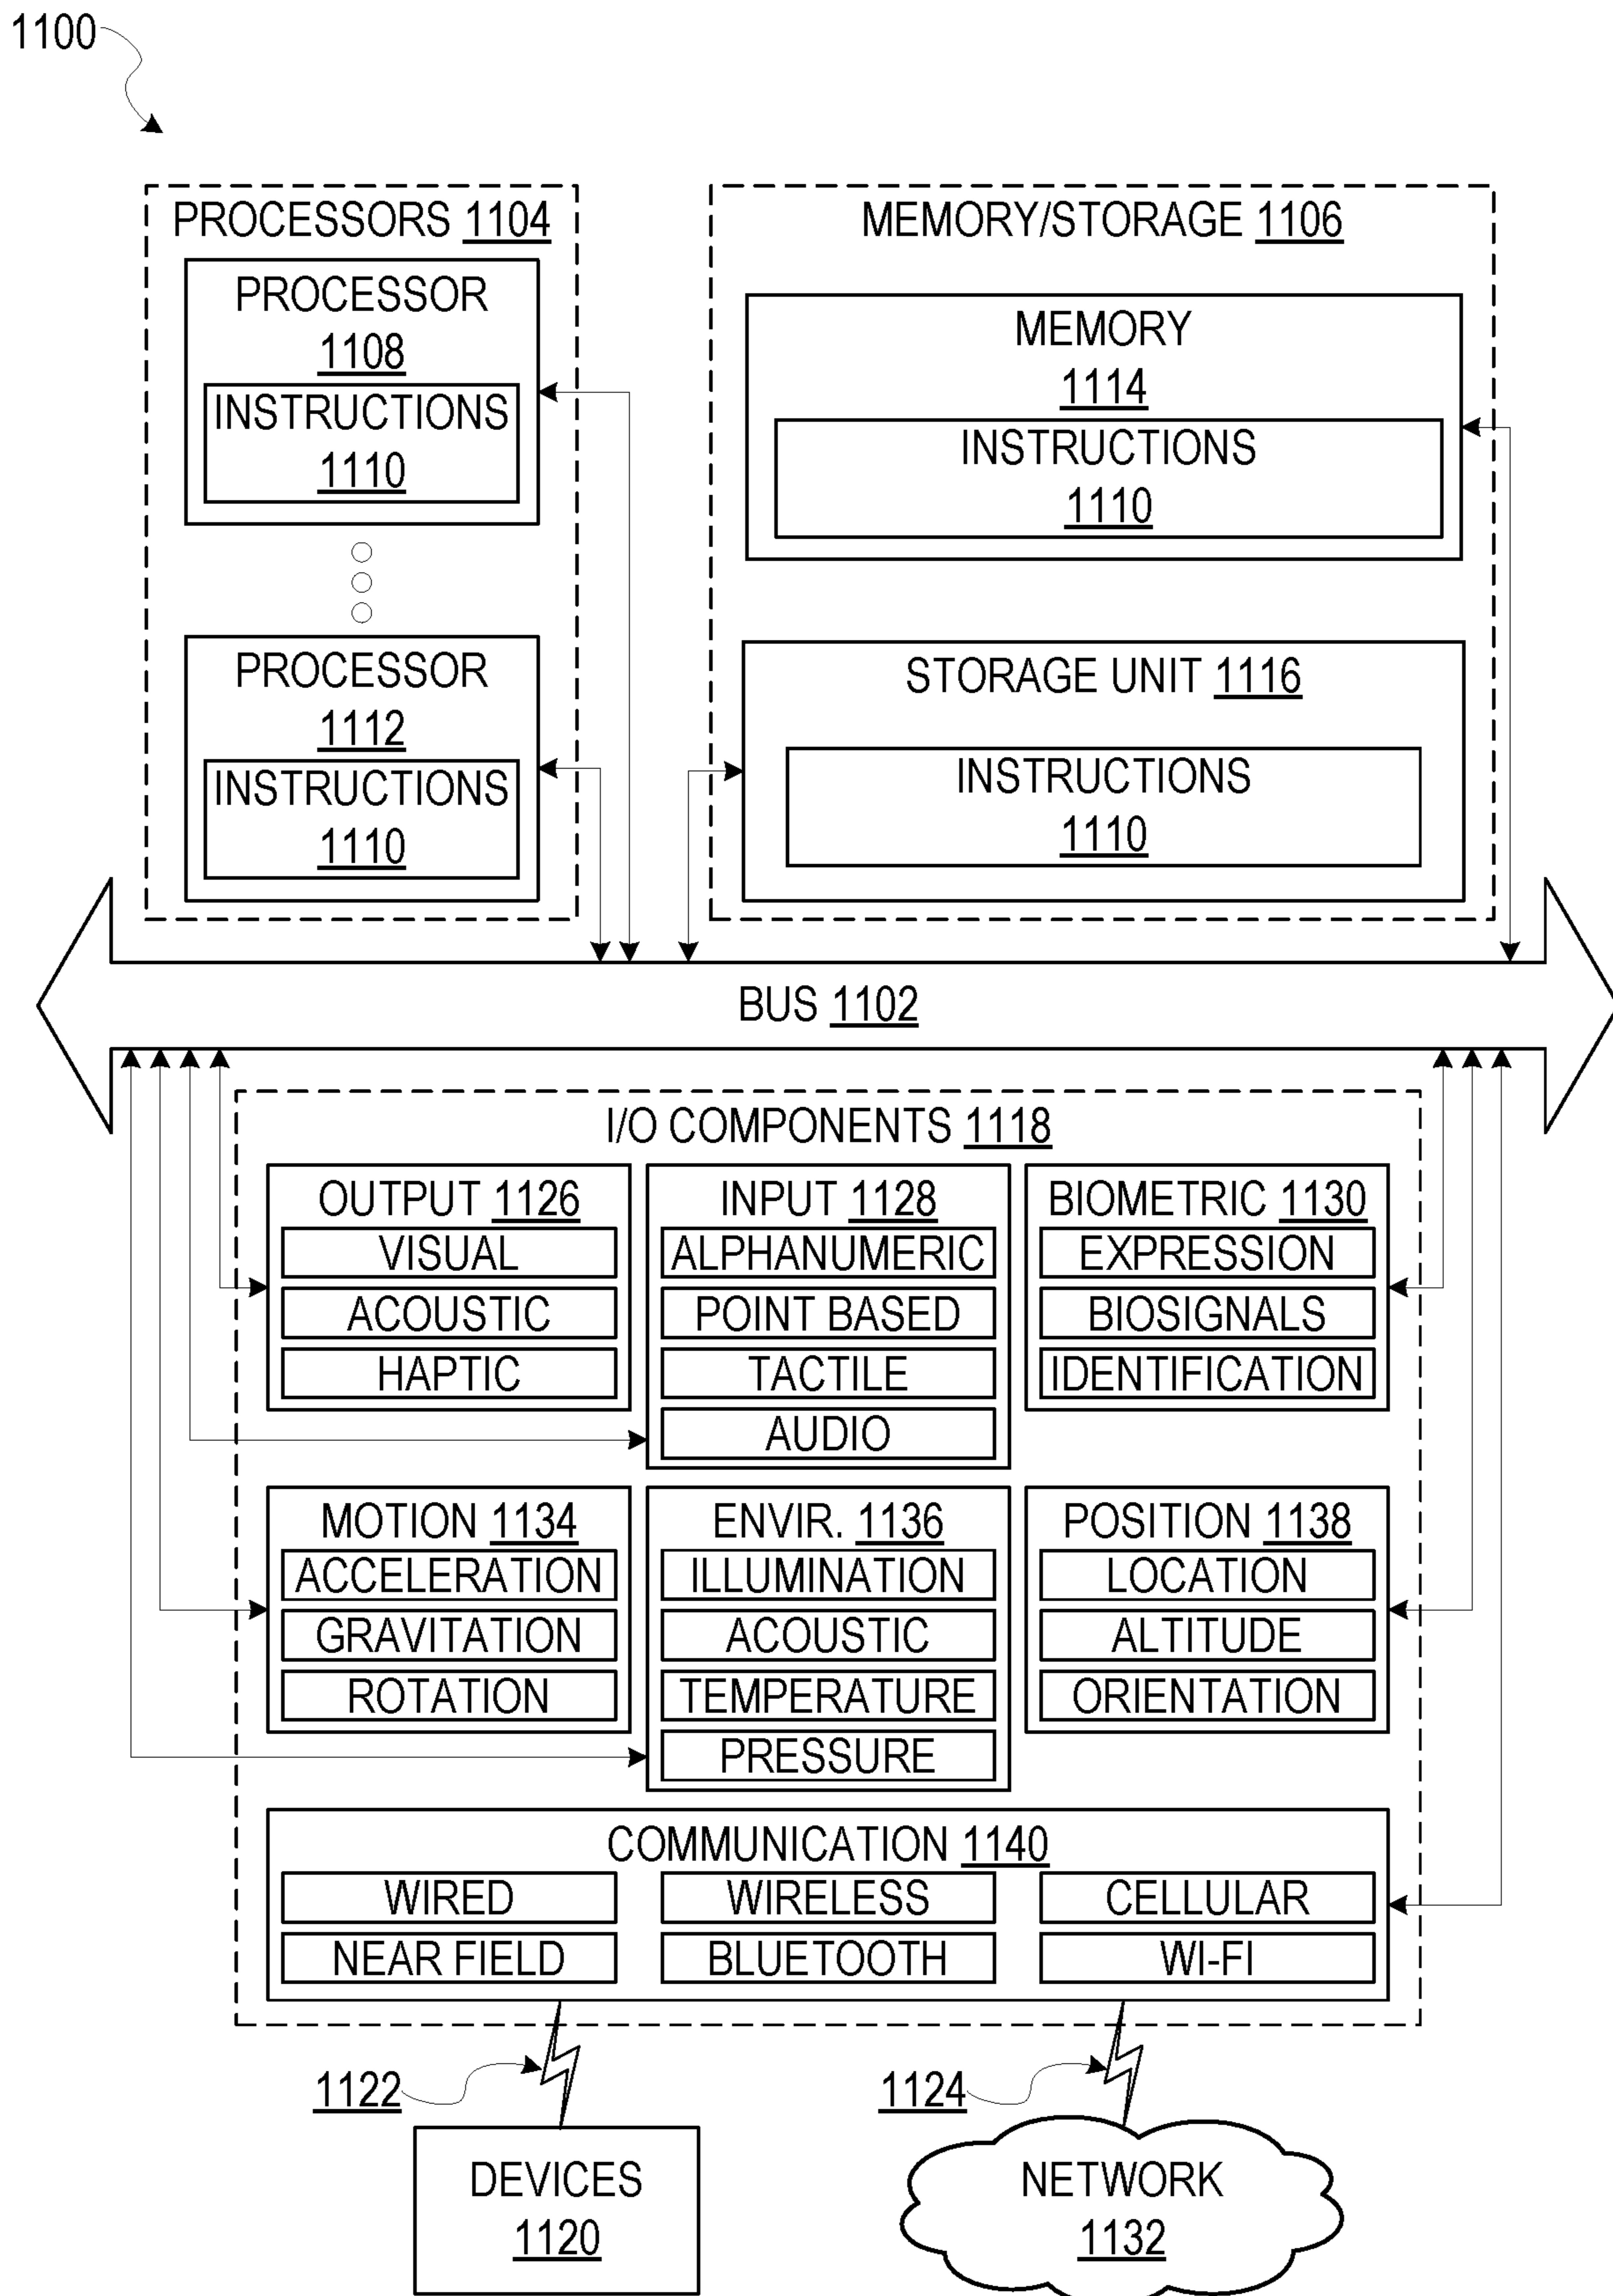 1100
PROCESSORS 1104
PROCESSOR
1108
INSTRUCTIONS
1110
PROCESSOR
1112
INSTRUCTIONS
1110
MEMORY/STORAGE 1106
MEMORY
1114
INSTRUCTIONS
1110
STORAGE UNIT 1116
INSTRUCTIONS
1110
BUS 1102
I/O COMPONENTS 1118
OUTPUT 1126
VISUAL
ACOUSTIC
HAPTIC
INPUT 1128
ALPHANUMERIC
POINT BASED
TACTILE
AUDIO
BIOMETRIC 1130
EXPRESSION
BIOSIGNALS
IDENTIFICATION
MOTION 1134
ACCELERATION
GRAVITATION
ROTATION
ENVIR. 1136
ILLUMINATION
ACOUSTIC
TEMPERATURE
PRESSURE
POSITION 1138
LOCATION
ALTITUDE
ORIENTATION
COMMUNICATION 1140
WIRED
WIRELESS
CELLULAR
NEAR FIELD
BLUETOOTH
WI-FI
1122
1124
DEVICES
1120
NETWORK
1132